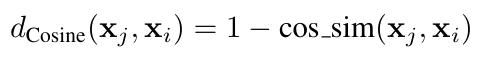 d_Cosine(x_j, x_i) = 1 − cos_sim(x_j, x_i)